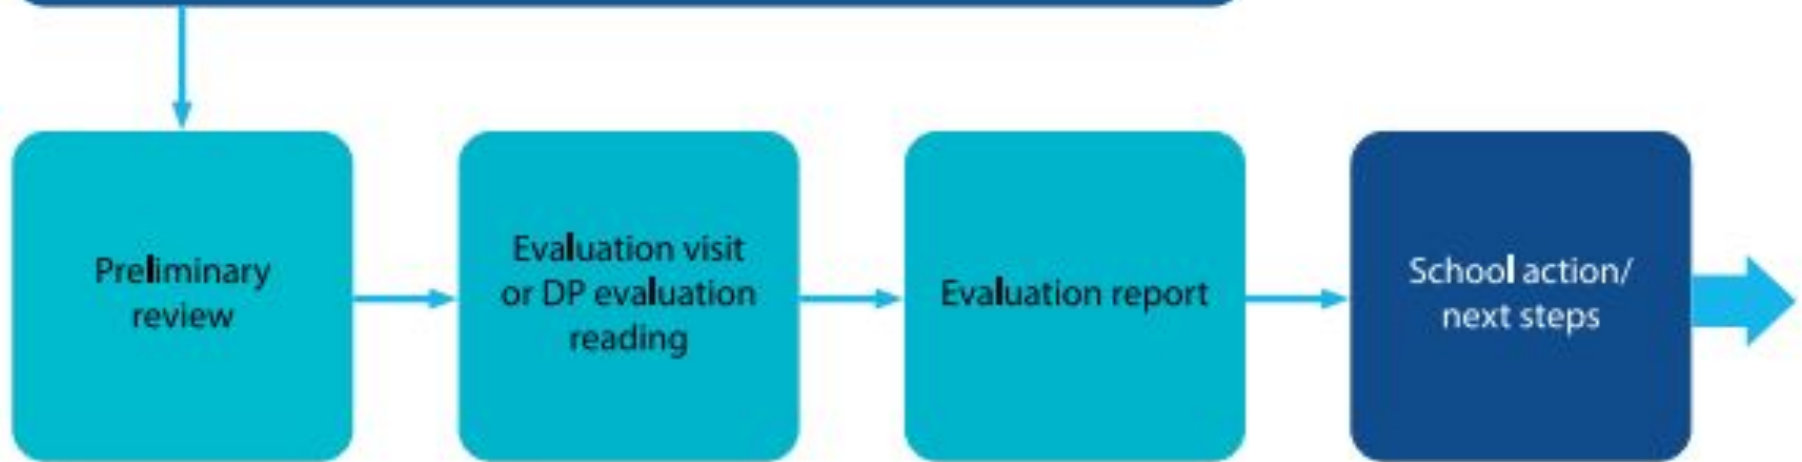 Preliminary
review
Evaluation visit
or DP evaluation
reading
Evaluation report
School action/
next steps